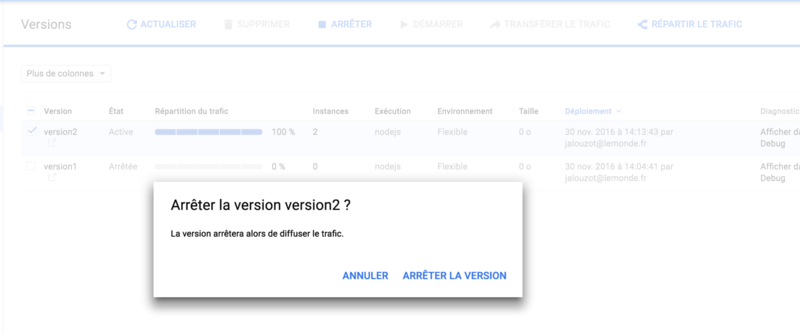 Versions
ACTUALISER
SUPPRIMER
ARRÊTER
DÉMARRER
TRANSFÉRER LE TRAFIC
RÉPARTIR LE TRAFIC
Plus de colonnes
Version État Répartition du trafic Instances Exécution Environnement Taille Déploiement Diagnostic
version2 Active 100 % 2 nodejs Flexible 0 o 30 nov. 2016 à 14:13:43 par Afficher da
jalouzot@lemonde.fr Debug
version1 Arrêtée 0 % 0 nodejs Flexible 0 o 30 nov. 2016 à 14:04:41 par Afficher da
jalouzot@lemonde.fr Debug
Arrêter la version version2 ?
La version arrêtera alors de diffuser le trafic.
ANNULER ARRÊTER LA VERSION